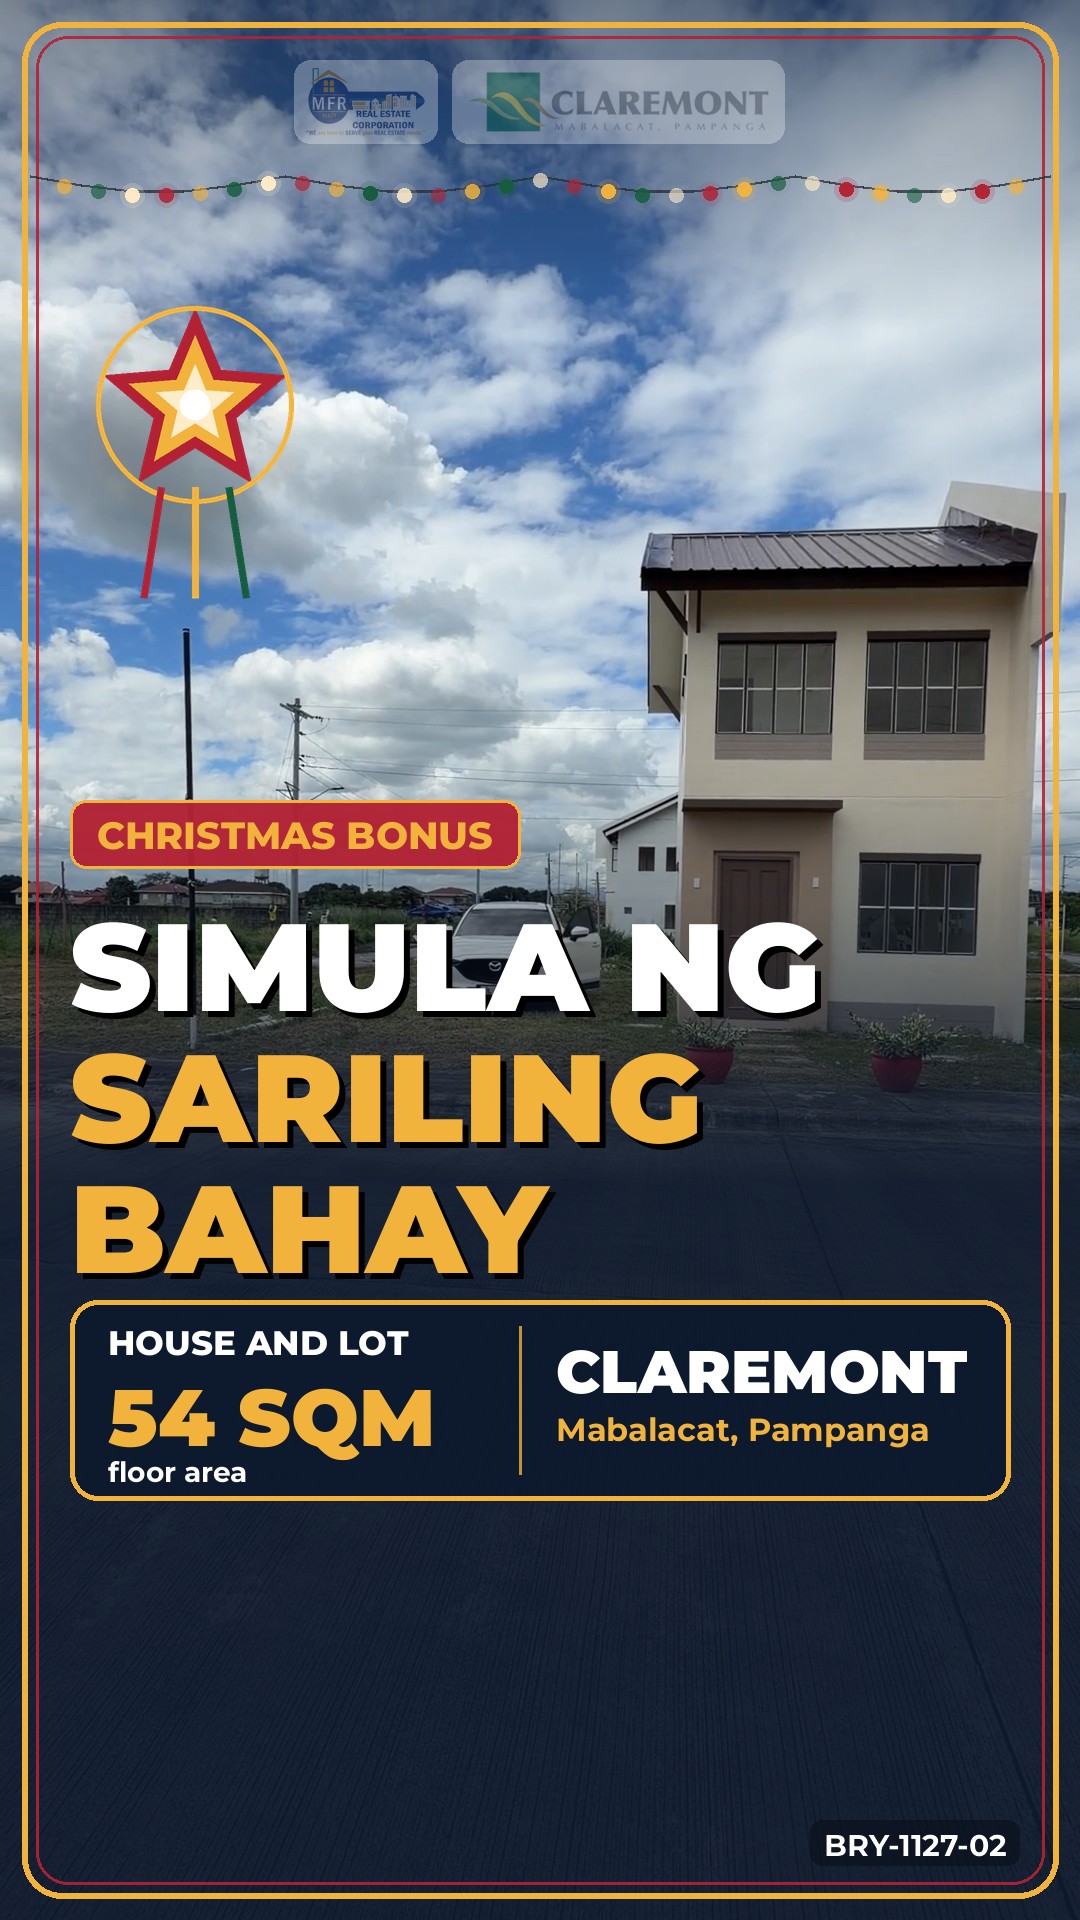 MFR
REAL ESTATE
CORPORATION
CLAREMONT
MABALACAT, PAMPANGA
CHRISTMAS BONUS
SIMULA NG
SARILING
BAHAY
HOUSE AND LOT
54 SQM
floor area
CLAREMONT
Mabalacat, Pampanga
BRY-1127-02